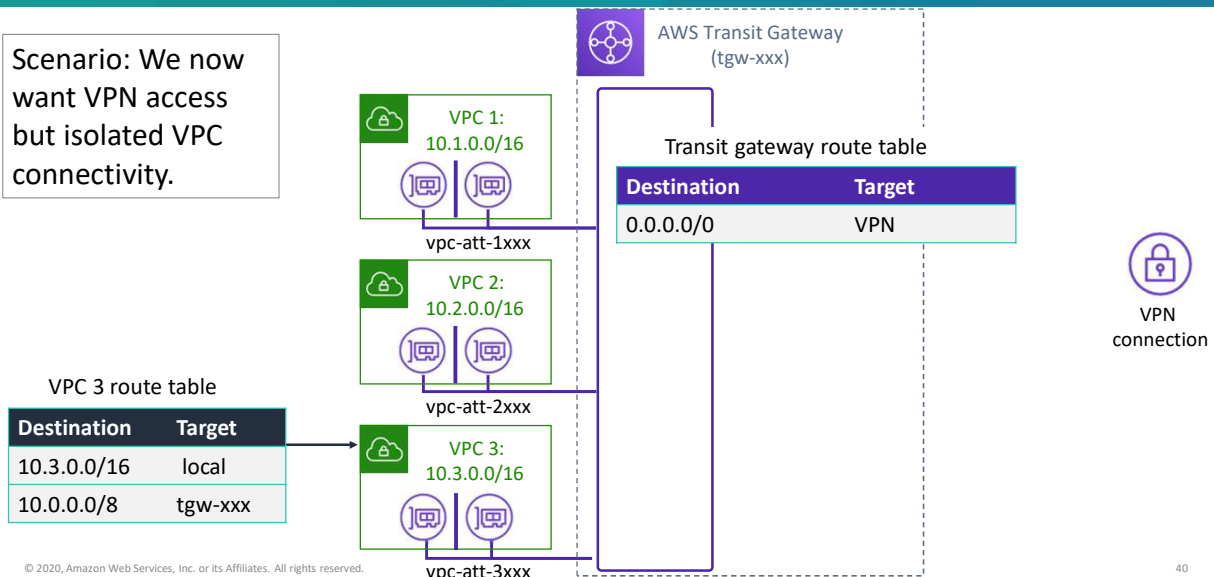 Scenario: We now
want VPN access
but isolated VPC
connectivity.
AWS Transit Gateway
(tgw-xxx)
VPC 1:
10.1.0.0/16
vpc-att-1xxx
Transit gateway route table
Destination Target
0.0.0.0/0 VPN
VPC 2:
10.2.0.0/16
vpc-att-2xxx
VPN
connection
VPC 3 route table
Destination Target
10.3.0.0/16 local
10.0.0.0/8 tgw-xxx
VPC 3:
10.3.0.0/16
vpc-att-3xxx
© 2020, Amazon Web Services, Inc. or its Affiliates. All rights reserved.
40